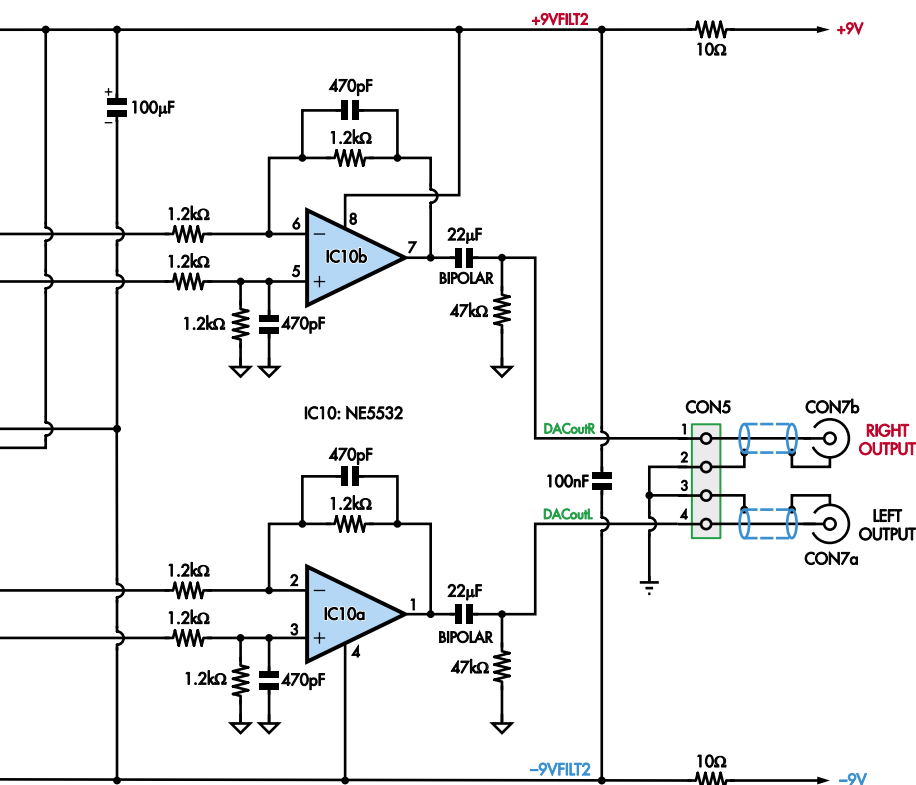 +9VFILT2
+9V
10Ω
470pF
+
100µF
–
1.2kΩ
1.2kΩ
6
8
–
IC10b
7
22µF
1.2kΩ
5
+
BIPOLAR
1.2kΩ
470pF
47kΩ
IC10: NE5532
CON5
CON7b
DACoutR
1
RIGHT
OUTPUT
2
470pF
100nF
3
1.2kΩ
DACoutL
4
LEFT
OUTPUT
CON7a
1.2kΩ
2
–
IC10a
1
22µF
1.2kΩ
3
+
BIPOLAR
4
1.2kΩ
470pF
47kΩ
–9VFILT2
10Ω
–9V